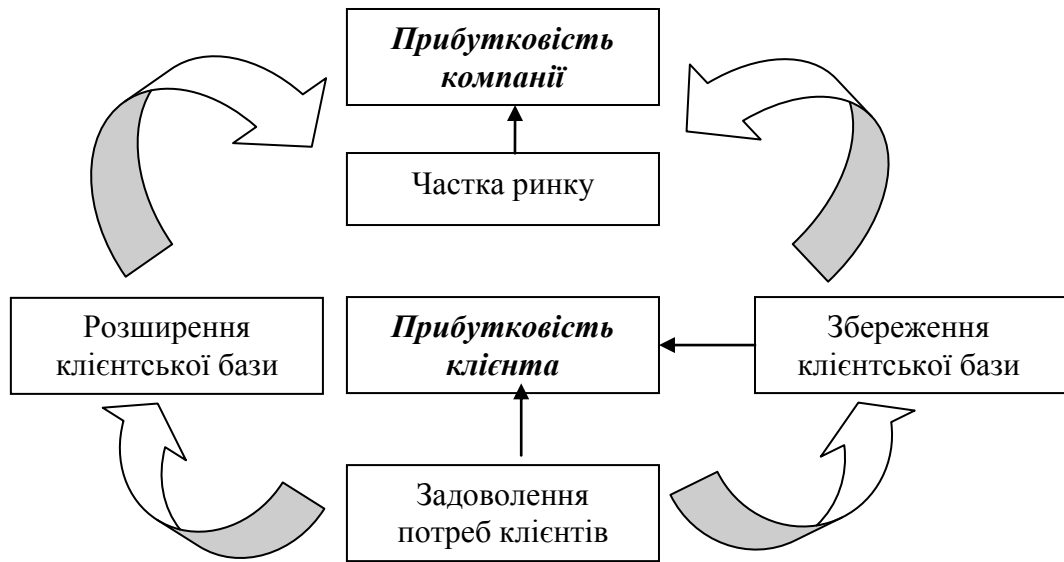 Прибутковість
компанії
Частка ринку
Розширення
клієнтської бази
Прибутковість
клієнта
Збереження
клієнтської бази
Задоволення
потреб клієнтів